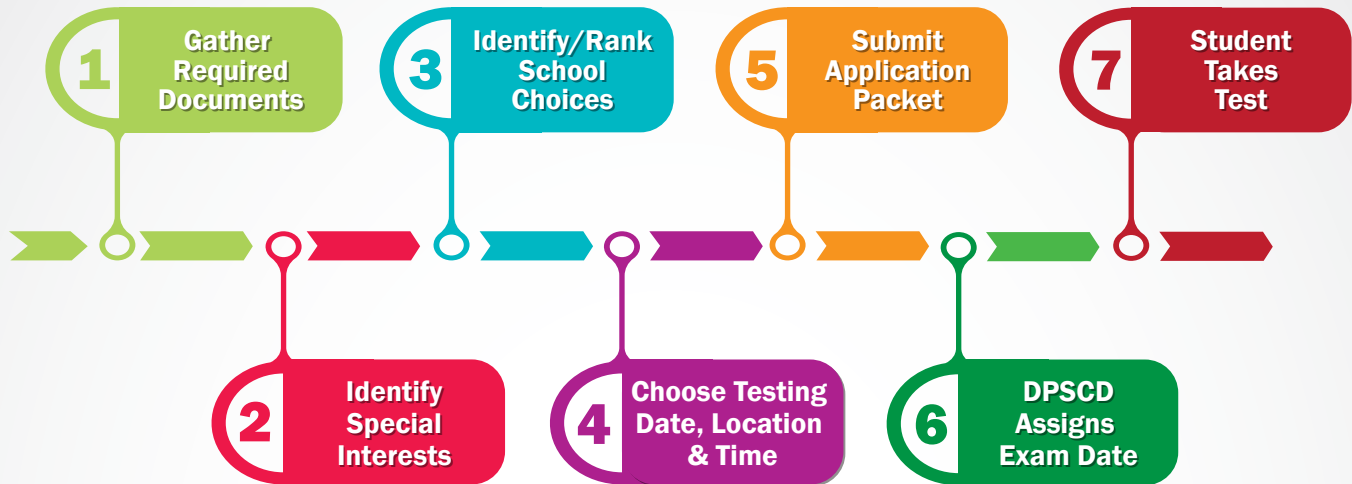 1
Gather
Required
Documents
2
Identify
Special
Interests
3
Identify/Rank
School
Choices
4
Choose Testing
Date, Location
& Time
5
Submit
Application
Packet
6
DPSCD
Assigns
Exam Date
7
Student
Takes
Test